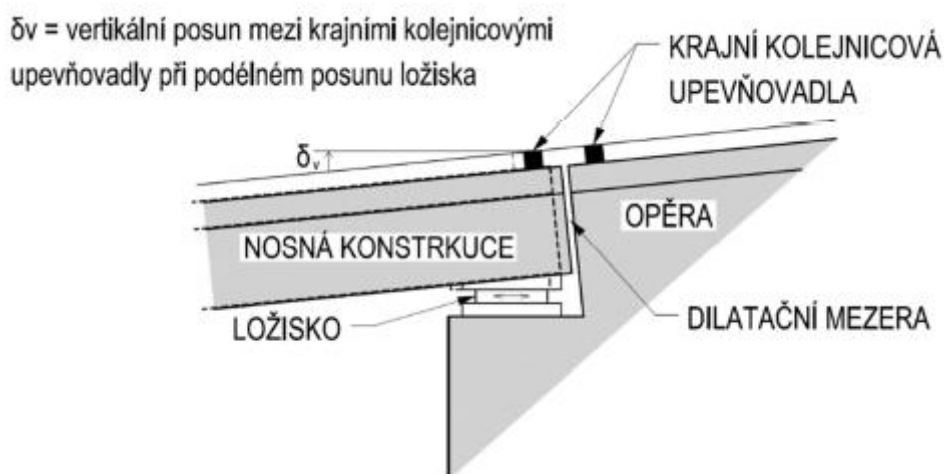 δv = vertikální posun mezi krajními kolejnicovými
upevňovadly při podélném posunu ložiska
KRAJNÍ KOLEJNICOVÁ
UPEVŇOVADLA
δv
OPĚRA
NOSNÁ KONSTRKUCE
LOŽISKO
DILATAČNÍ MEZERA